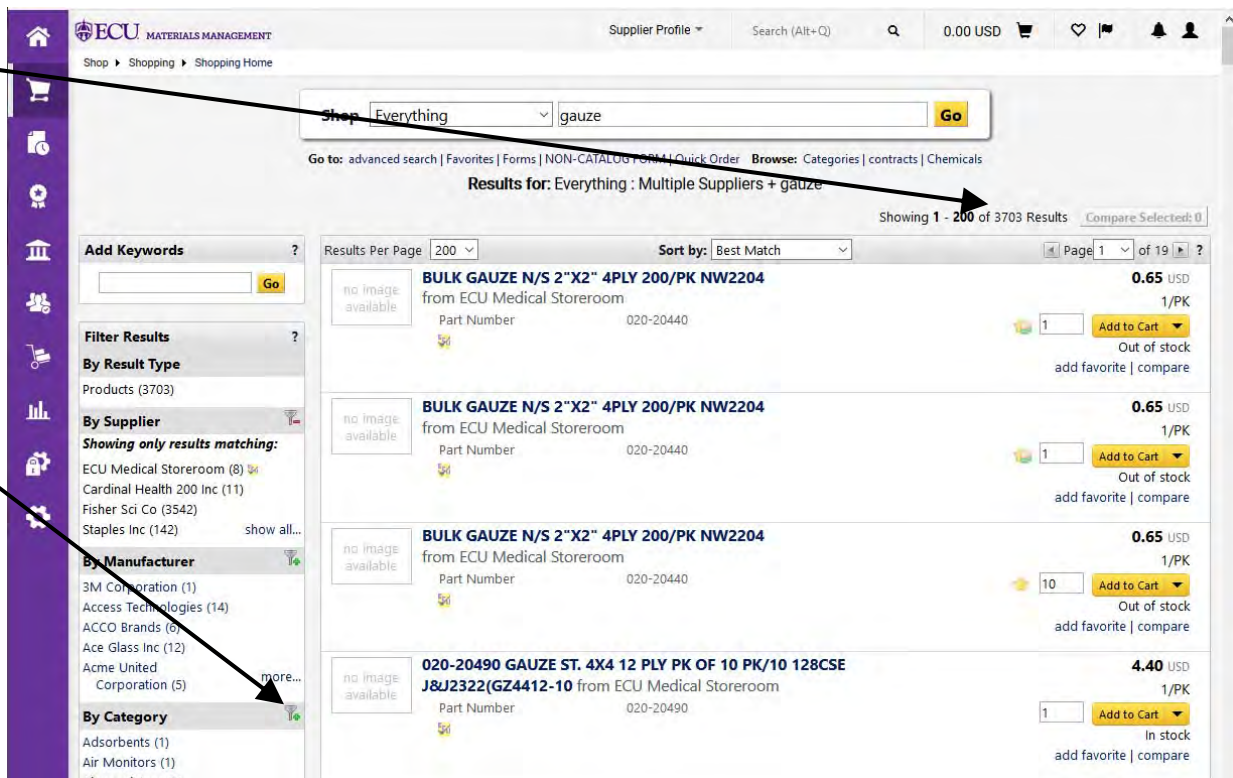 ECU MATERIALS MANAGEMENT
Supplier Profile
Search (Alt+Q)
0.00 USD
Shop Shopping Shopping Home
Shop Everything gauze Go
Go to: advanced search | Favorites | Forms | NON-CATALOG FORM | Quick Order Browse: Categories | contracts | Chemicals
Results for: Everything : Multiple Suppliers + gauze
Showing 1 - 200 of 3703 Results Compare Selected: 0
Add Keywords ?
Go
Filter Results ?
By Result Type
Products (3703)
By Supplier
Showing only results matching:
ECU Medical Storeroom (8)
Cardinal Health 200 Inc (11)
Fisher Sci Co (3542)
Staples Inc (142) show all...
By Manufacturer
3M Corporation (1)
Access Technologies (14)
ACCO Brands (6)
Ace Glass Inc (12)
Acme United
Corporation (5) more...
By Category
Adsorbents (1)
Air Monitors (1)
Results Per Page 200 Sort by: Best Match Page 1 of 19 ?
no image
available
BULK GAUZE N/S 2"X2" 4PLY 200/PK NW2204
from ECU Medical Storeroom
Part Number 020-20440
0.65 USD
1/PK
1 Add to Cart
Out of stock
add favorite | compare
no image
available
BULK GAUZE N/S 2"X2" 4PLY 200/PK NW2204
from ECU Medical Storeroom
Part Number 020-20440
0.65 USD
1/PK
1 Add to Cart
Out of stock
add favorite | compare
no image
available
BULK GAUZE N/S 2"X2" 4PLY 200/PK NW2204
from ECU Medical Storeroom
Part Number 020-20440
0.65 USD
1/PK
10 Add to Cart
Out of stock
add favorite | compare
no image
available
020-20490 GAUZE ST. 4X4 12 PLY PK OF 10 PK/10 128CSE
J&J2322(GZ4412-10 from ECU Medical Storeroom
Part Number 020-20490
4.40 USD
1/PK
1 Add to Cart
In stock
add favorite | compare